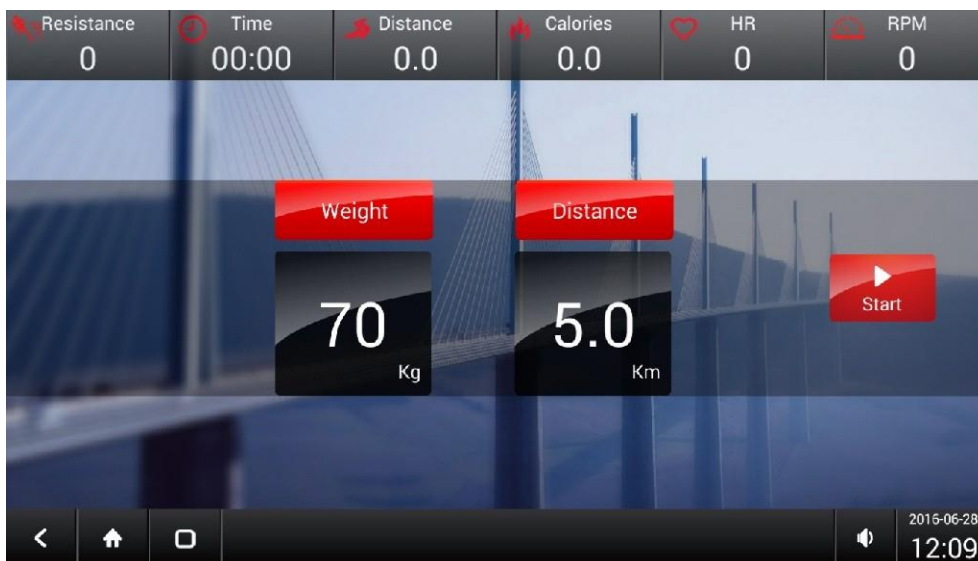 Resistance Time Distance Calories HR RPM
0 00:00 0.0 0.0 0 0
Weight Distance
70 5.0
Kg Km
Start
2016-06-28
12:09